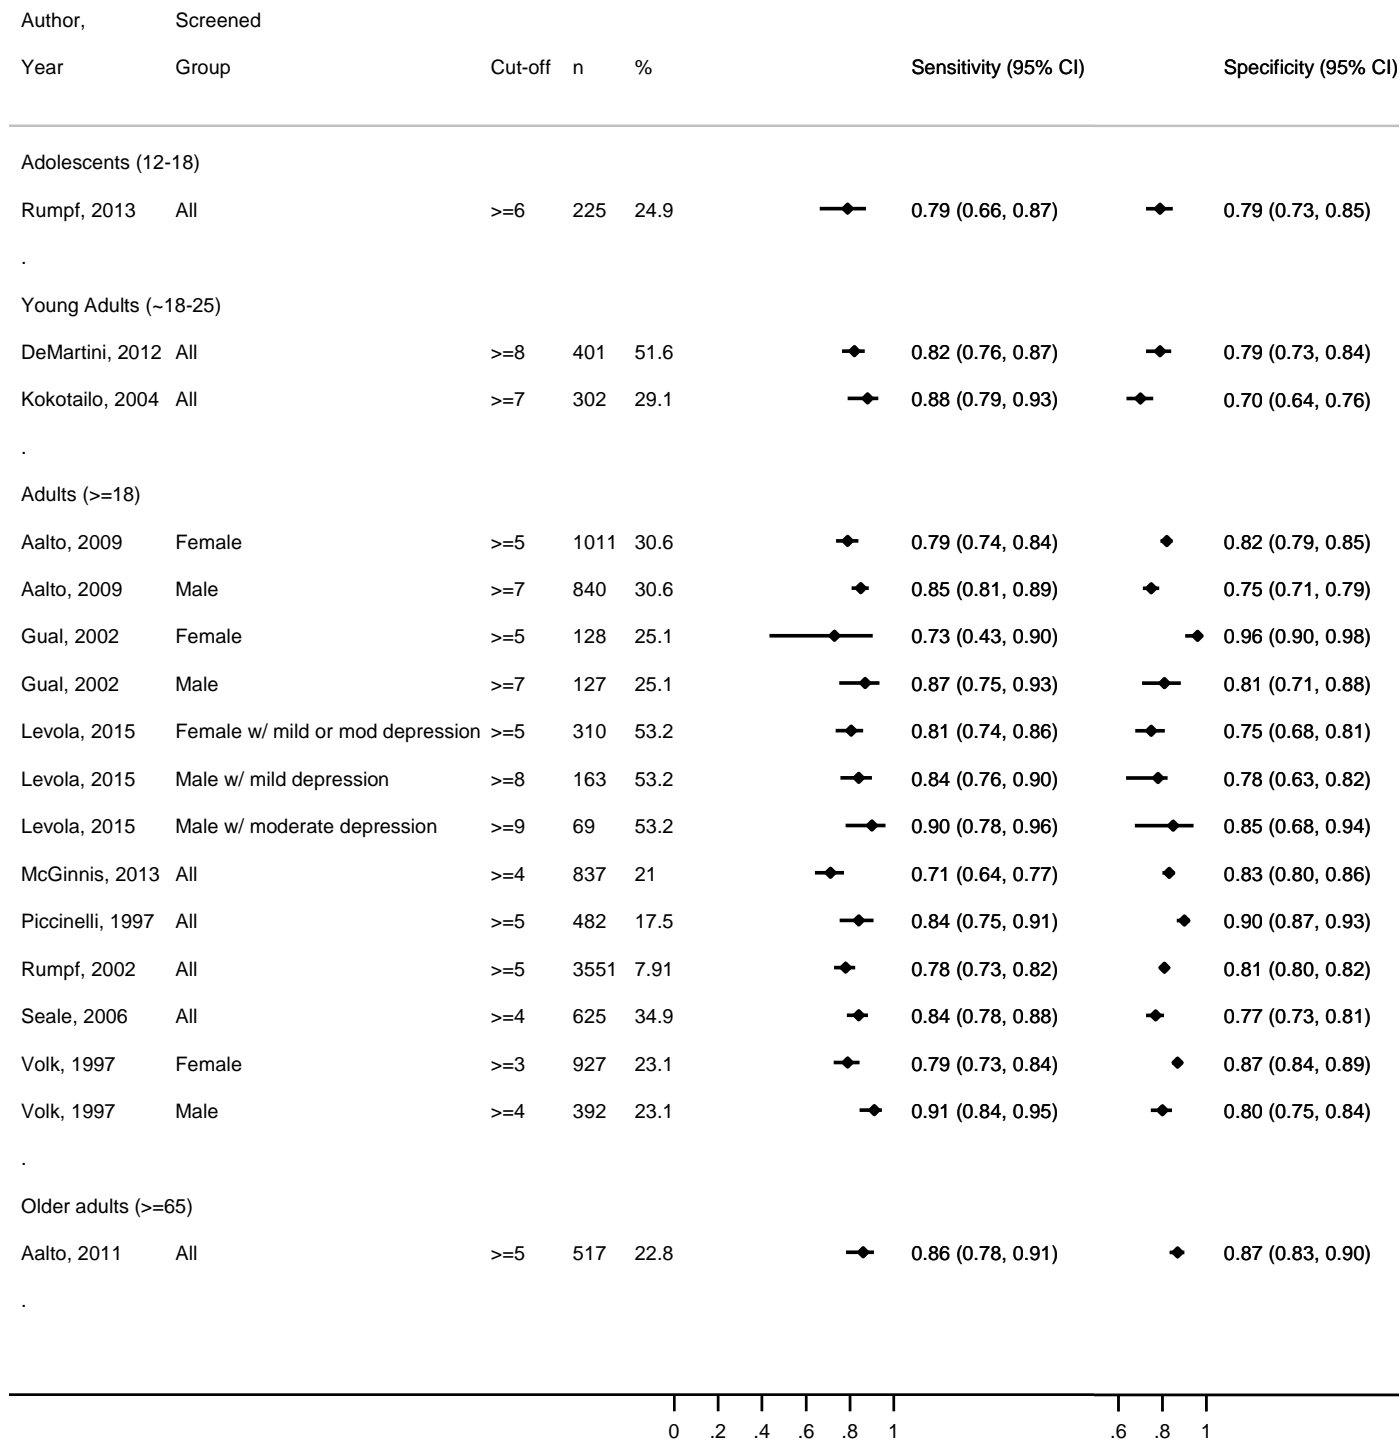 Author, Screened
Year Group Cut-off n % Sensitivity (95% CI) Specificity (95% CI)
Adolescents (12-18)
Rumpf, 2013 All >=6 225 24.9 0.79 (0.66, 0.87) 0.79 (0.73, 0.85)
.
Young Adults (~18-25)
DeMartini, 2012 All >=8 401 51.6 0.82 (0.76, 0.87) 0.79 (0.73, 0.84)
Kokotailo, 2004 All >=7 302 29.1 0.88 (0.79, 0.93) 0.70 (0.64, 0.76)
.
Adults (>=18)
Aalto, 2009 Female >=5 1011 30.6 0.79 (0.74, 0.84) 0.82 (0.79, 0.85)
Aalto, 2009 Male >=7 840 30.6 0.85 (0.81, 0.89) 0.75 (0.71, 0.79)
Gual, 2002 Female >=5 128 25.1 0.73 (0.43, 0.90) 0.96 (0.90, 0.98)
Gual, 2002 Male >=7 127 25.1 0.87 (0.75, 0.93) 0.81 (0.71, 0.88)
Levola, 2015 Female w/ mild or mod depression >=5 310 53.2 0.81 (0.74, 0.86) 0.75 (0.68, 0.81)
Levola, 2015 Male w/ mild depression >=8 163 53.2 0.84 (0.76, 0.90) 0.78 (0.63, 0.82)
Levola, 2015 Male w/ moderate depression >=9 69 53.2 0.90 (0.78, 0.96) 0.85 (0.68, 0.94)
McGinnis, 2013 All >=4 837 21 0.71 (0.64, 0.77) 0.83 (0.80, 0.86)
Piccinelli, 1997 All >=5 482 17.5 0.84 (0.75, 0.91) 0.90 (0.87, 0.93)
Rumpf, 2002 All >=5 3551 7.91 0.78 (0.73, 0.82) 0.81 (0.80, 0.82)
Seale, 2006 All >=4 625 34.9 0.84 (0.78, 0.88) 0.77 (0.73, 0.81)
Volk, 1997 Female >=3 927 23.1 0.79 (0.73, 0.84) 0.87 (0.84, 0.89)
Volk, 1997 Male >=4 392 23.1 0.91 (0.84, 0.95) 0.80 (0.75, 0.84)
.
Older adults (>=65)
Aalto, 2011 All >=5 517 22.8 0.86 (0.78, 0.91) 0.87 (0.83, 0.90)
.
0 .2 .4 .6 .8 1 .6 .8 1